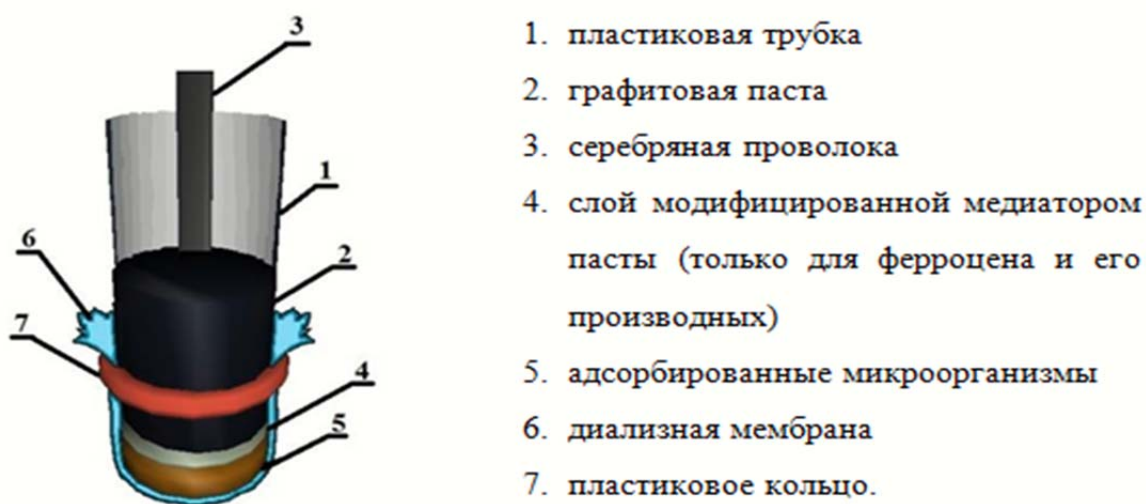 3
1
6
2
7
4
5
1. пластиковая трубка
2. графитовая паста
3. серебряная проволока
4. слой модифицированной медиатором
пасты (только для ферроцена и его
производных)
5. адсорбированные микроорганизмы
6. диализная мембрана
7. пластиковое кольцо.